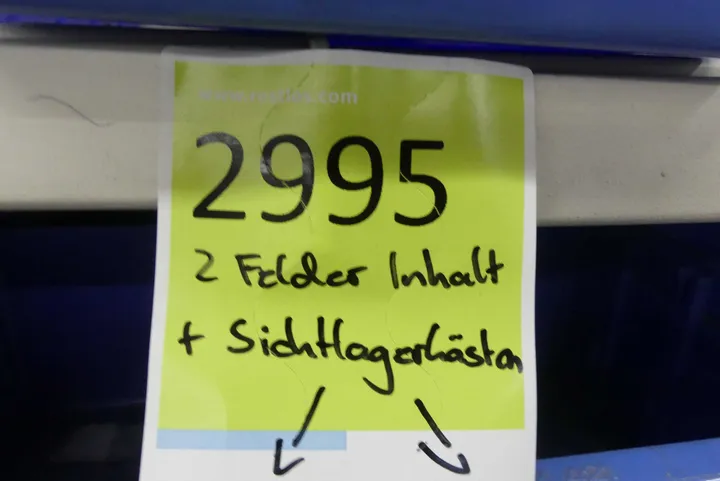 2995
2 Felder Inhalt
+ Sichtlagerkästen